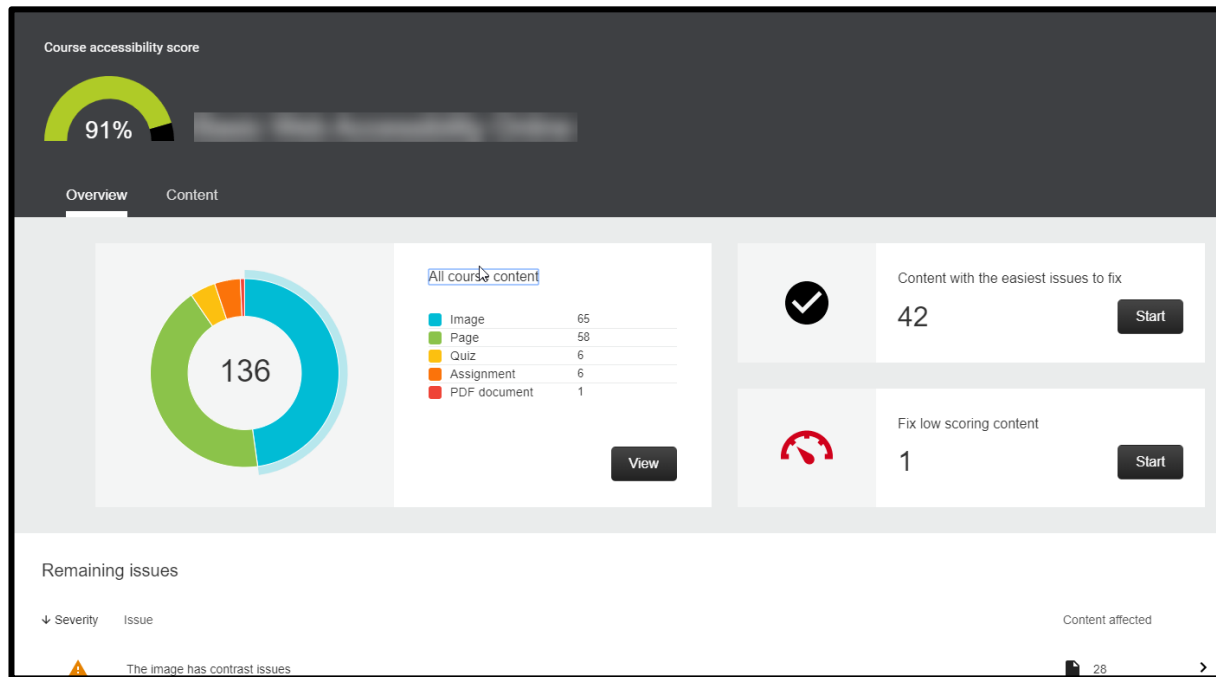 Course accessibility score
91%
Overview Content
136
All course content
Image 65
Page 58
Quiz 6
Assignment 6
PDF document 1
View
Content with the easiest issues to fix
42
Start
Fix low scoring content
1
Start
Remaining issues
Severity Issue Content affected
The image has contrast issues 28